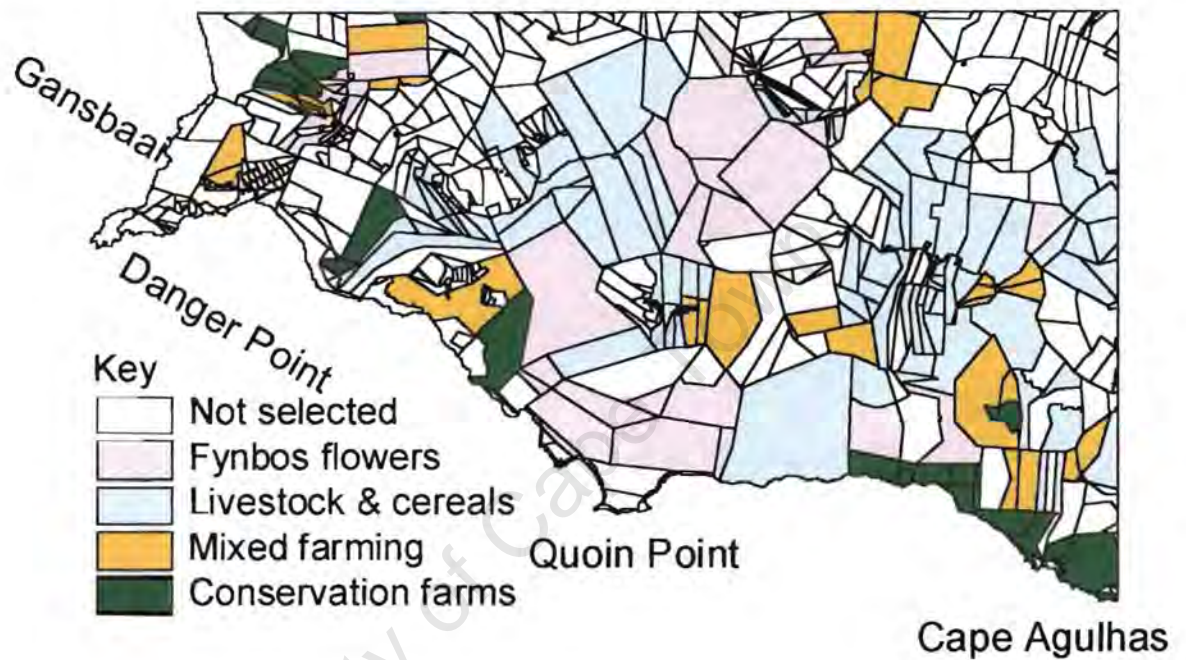 Gansbaai
Danger Point
Key
Not selected
Fynbos flowers
Livestock & cereals
Mixed farming
Conservation farms
Quoin Point
Cape Agulhas